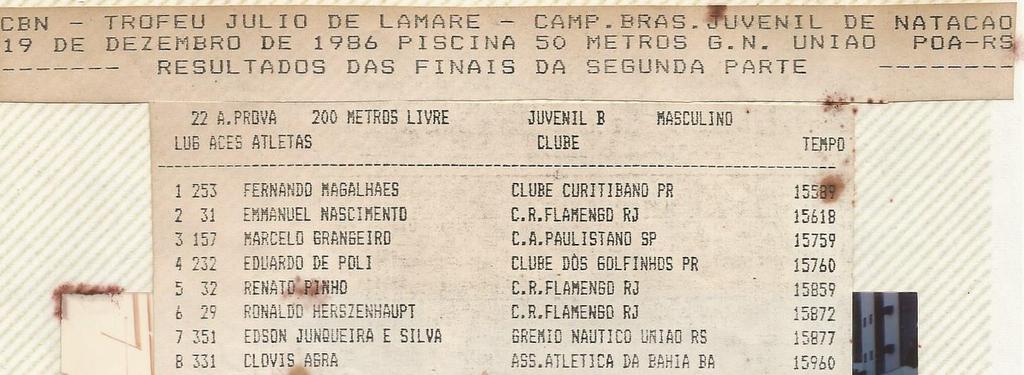 CBN - TROFEU JULIO DE LAMARE - CAMP.BRAS.JUVENIL DE NATACAO
19 DE DEZEMBRO DE 1986 PISCINA 50 METROS G.N. UNIAO POA-RS
------- RESULTADOS DAS FINAIS DA SEGUNDA PARTE --------
22 A.PROVA 200 METROS LIVRE JUVENIL B MASCULINO
LUG ACES ATLETAS CLUBE TEMPO
1 253 FERNANDO MAGALHAES CLUBE CURITIBANO PR 15589
2 31 EMMANUEL NASCIMENTO C.R.FLAMENGO RJ 15618
3 157 MARCELO GRANGEIRO C.A.PAULISTANO SP 15759
4 232 EDUARDO DE POLI CLUBE DOS GOLFINHOS PR 15760
5 32 RENATO PINHO C.R.FLAMENGO RJ 15859
6 29 RONALDO HERSZENHAUPT C.R.FLAMENGO RJ 15872
7 351 EDSON JUNQUEIRA E SILVA GREMIO NAUTICO UNIAO RS 15877
8 331 CLOVIS AGRA ASS.ATLETICA DA BAHIA BA 15960